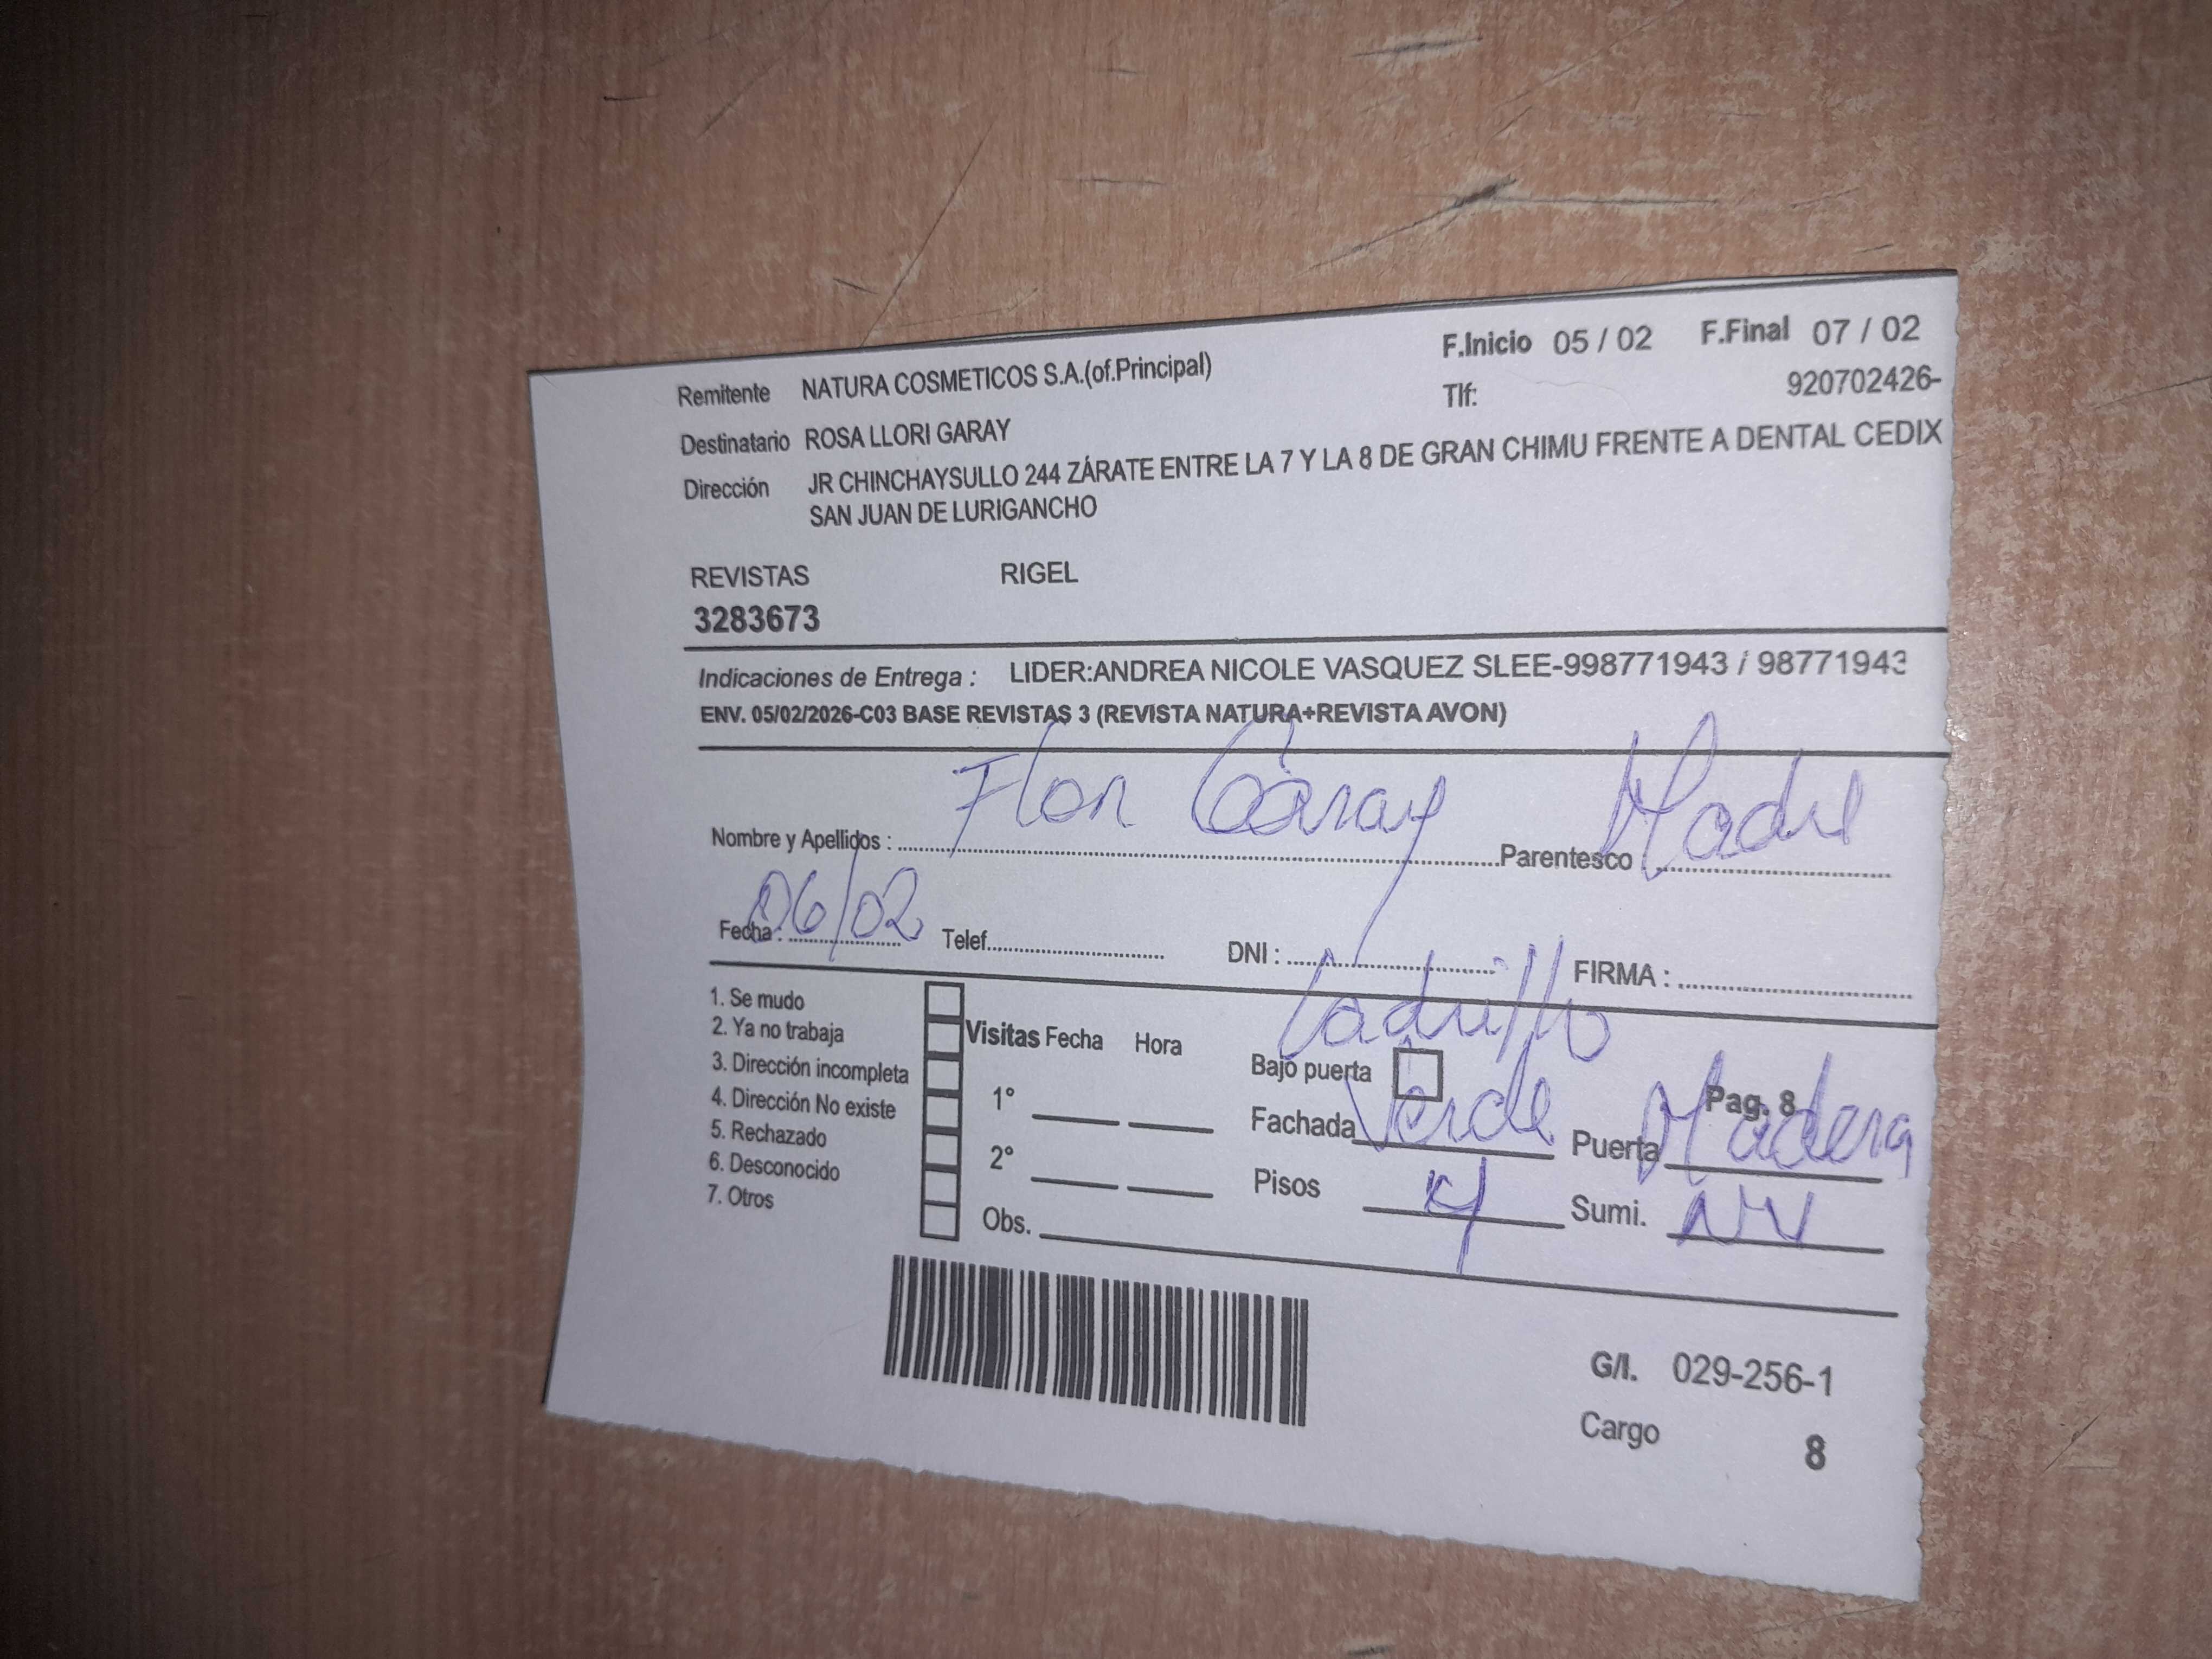 Remitente NATURA COSMETICOS S.A.(of.Principal) F.Inicio 05 / 02 F.Final 07 / 02
Tlf: 920702426-
Destinatario ROSA LLORI GARAY
Dirección JR CHINCHAYSULLO 244 ZÁRATE ENTRE LA 7 Y LA 8 DE GRAN CHIMU FRENTE A DENTAL CEDIX
SAN JUAN DE LURIGANCHO
REVISTAS RIGEL
3283673
Indicaciones de Entrega : LIDER:ANDREA NICOLE VASQUEZ SLEE-998771943 / 98771943
ENV. 05/02/2026-C03 BASE REVISTAS 3 (REVISTA NATURA+REVISTA AVON)
Nombre y Apellidos : Flor Garay Parentesco Madre
Fecha : 06/02 Telef. DNI : FIRMA :
1. Se mudo
2. Ya no trabaja
3. Dirección incompleta
4. Dirección No existe
5. Rechazado
6. Desconocido
7. Otros
Visitas Fecha Hora
1°
2°
Obs.
Ladrillo
Bajo puerta Pag. 8
Fachada Verde Puerta Madera
Pisos 4 Sumi. NV
G/I. 029-256-1
Cargo 8